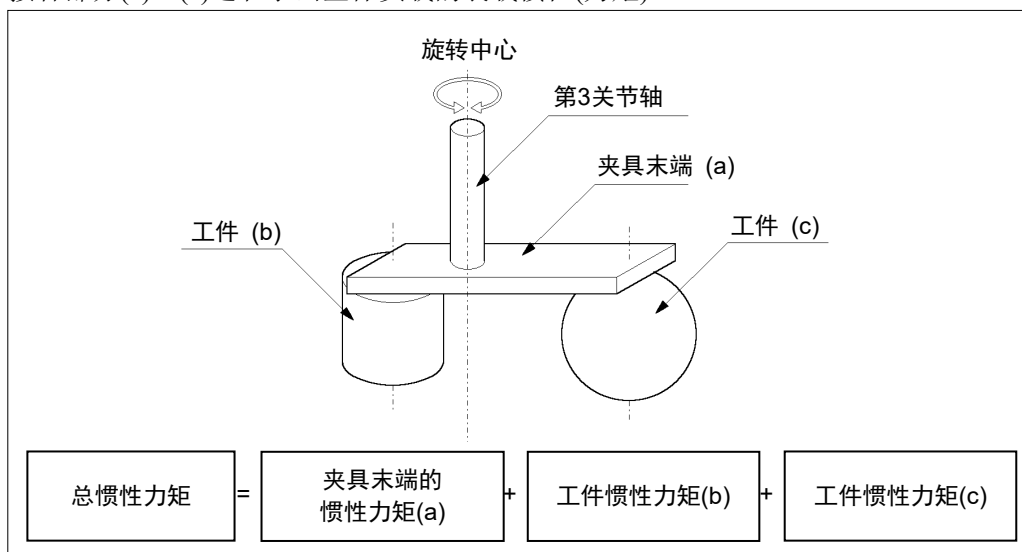 旋转中心
第3关节轴
夹具末端 (a)
工件 (b)
工件 (c)
总惯性力矩
=
夹具末端的
惯性力矩(a)
+
工件惯性力矩(b)
+
工件惯性力矩(c)